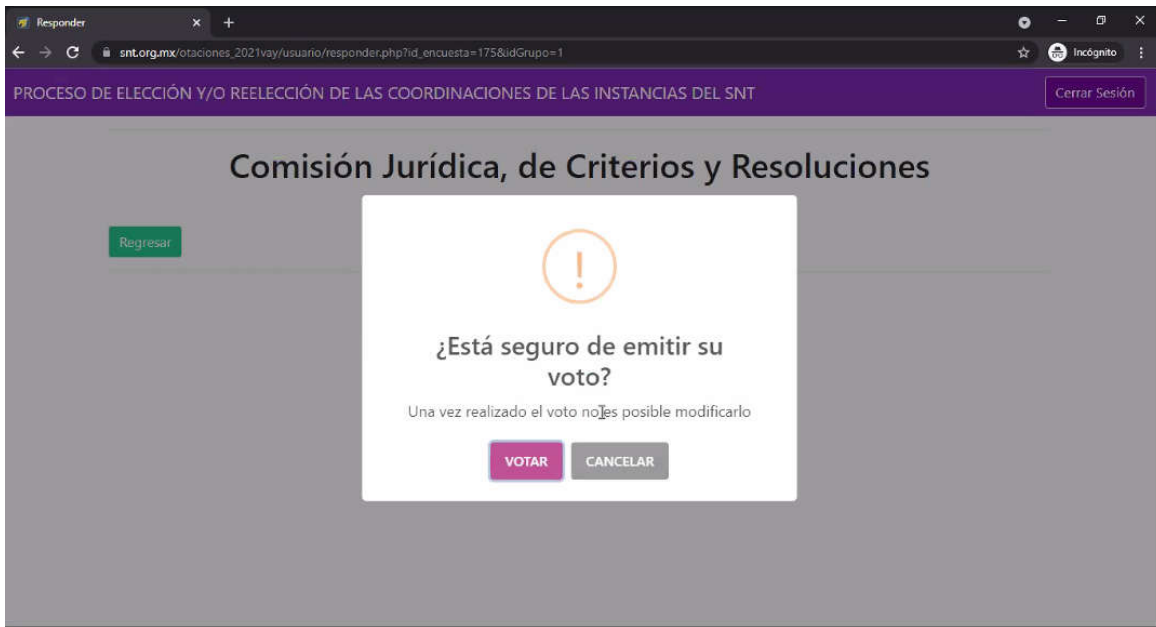 Responder
snt.org.mx/otaciones_2021vay/usuario/responder.php?id_encuesta=175&idGrupo=1
Incógnito
PROCESO DE ELECCIÓN Y/O REELECCIÓN DE LAS COORDINACIONES DE LAS INSTANCIAS DEL SNT
Cerrar Sesión
Comisión Jurídica, de Criterios y Resoluciones
Regresar
!
¿Está seguro de emitir su
voto?
Una vez realizado el voto no es posible modificarlo
VOTAR
CANCELAR